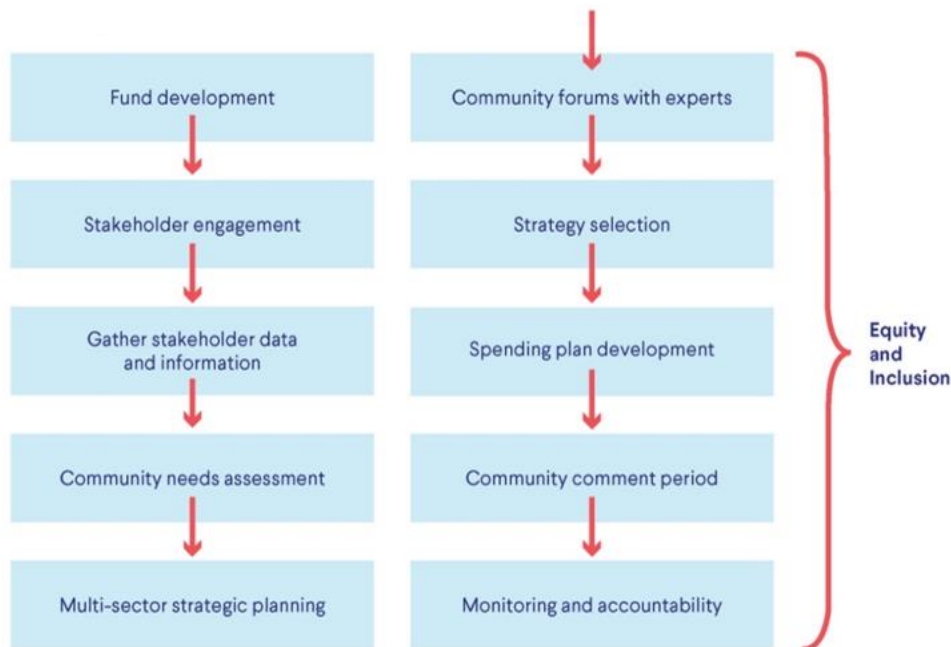 Fund development
Stakeholder engagement
Gather stakeholder data
and information
Community needs assessment
Multi-sector strategic planning
Community forums with experts
Strategy selection
Spending plan development
Community comment period
Monitoring and accountability
Equity
and
Inclusion